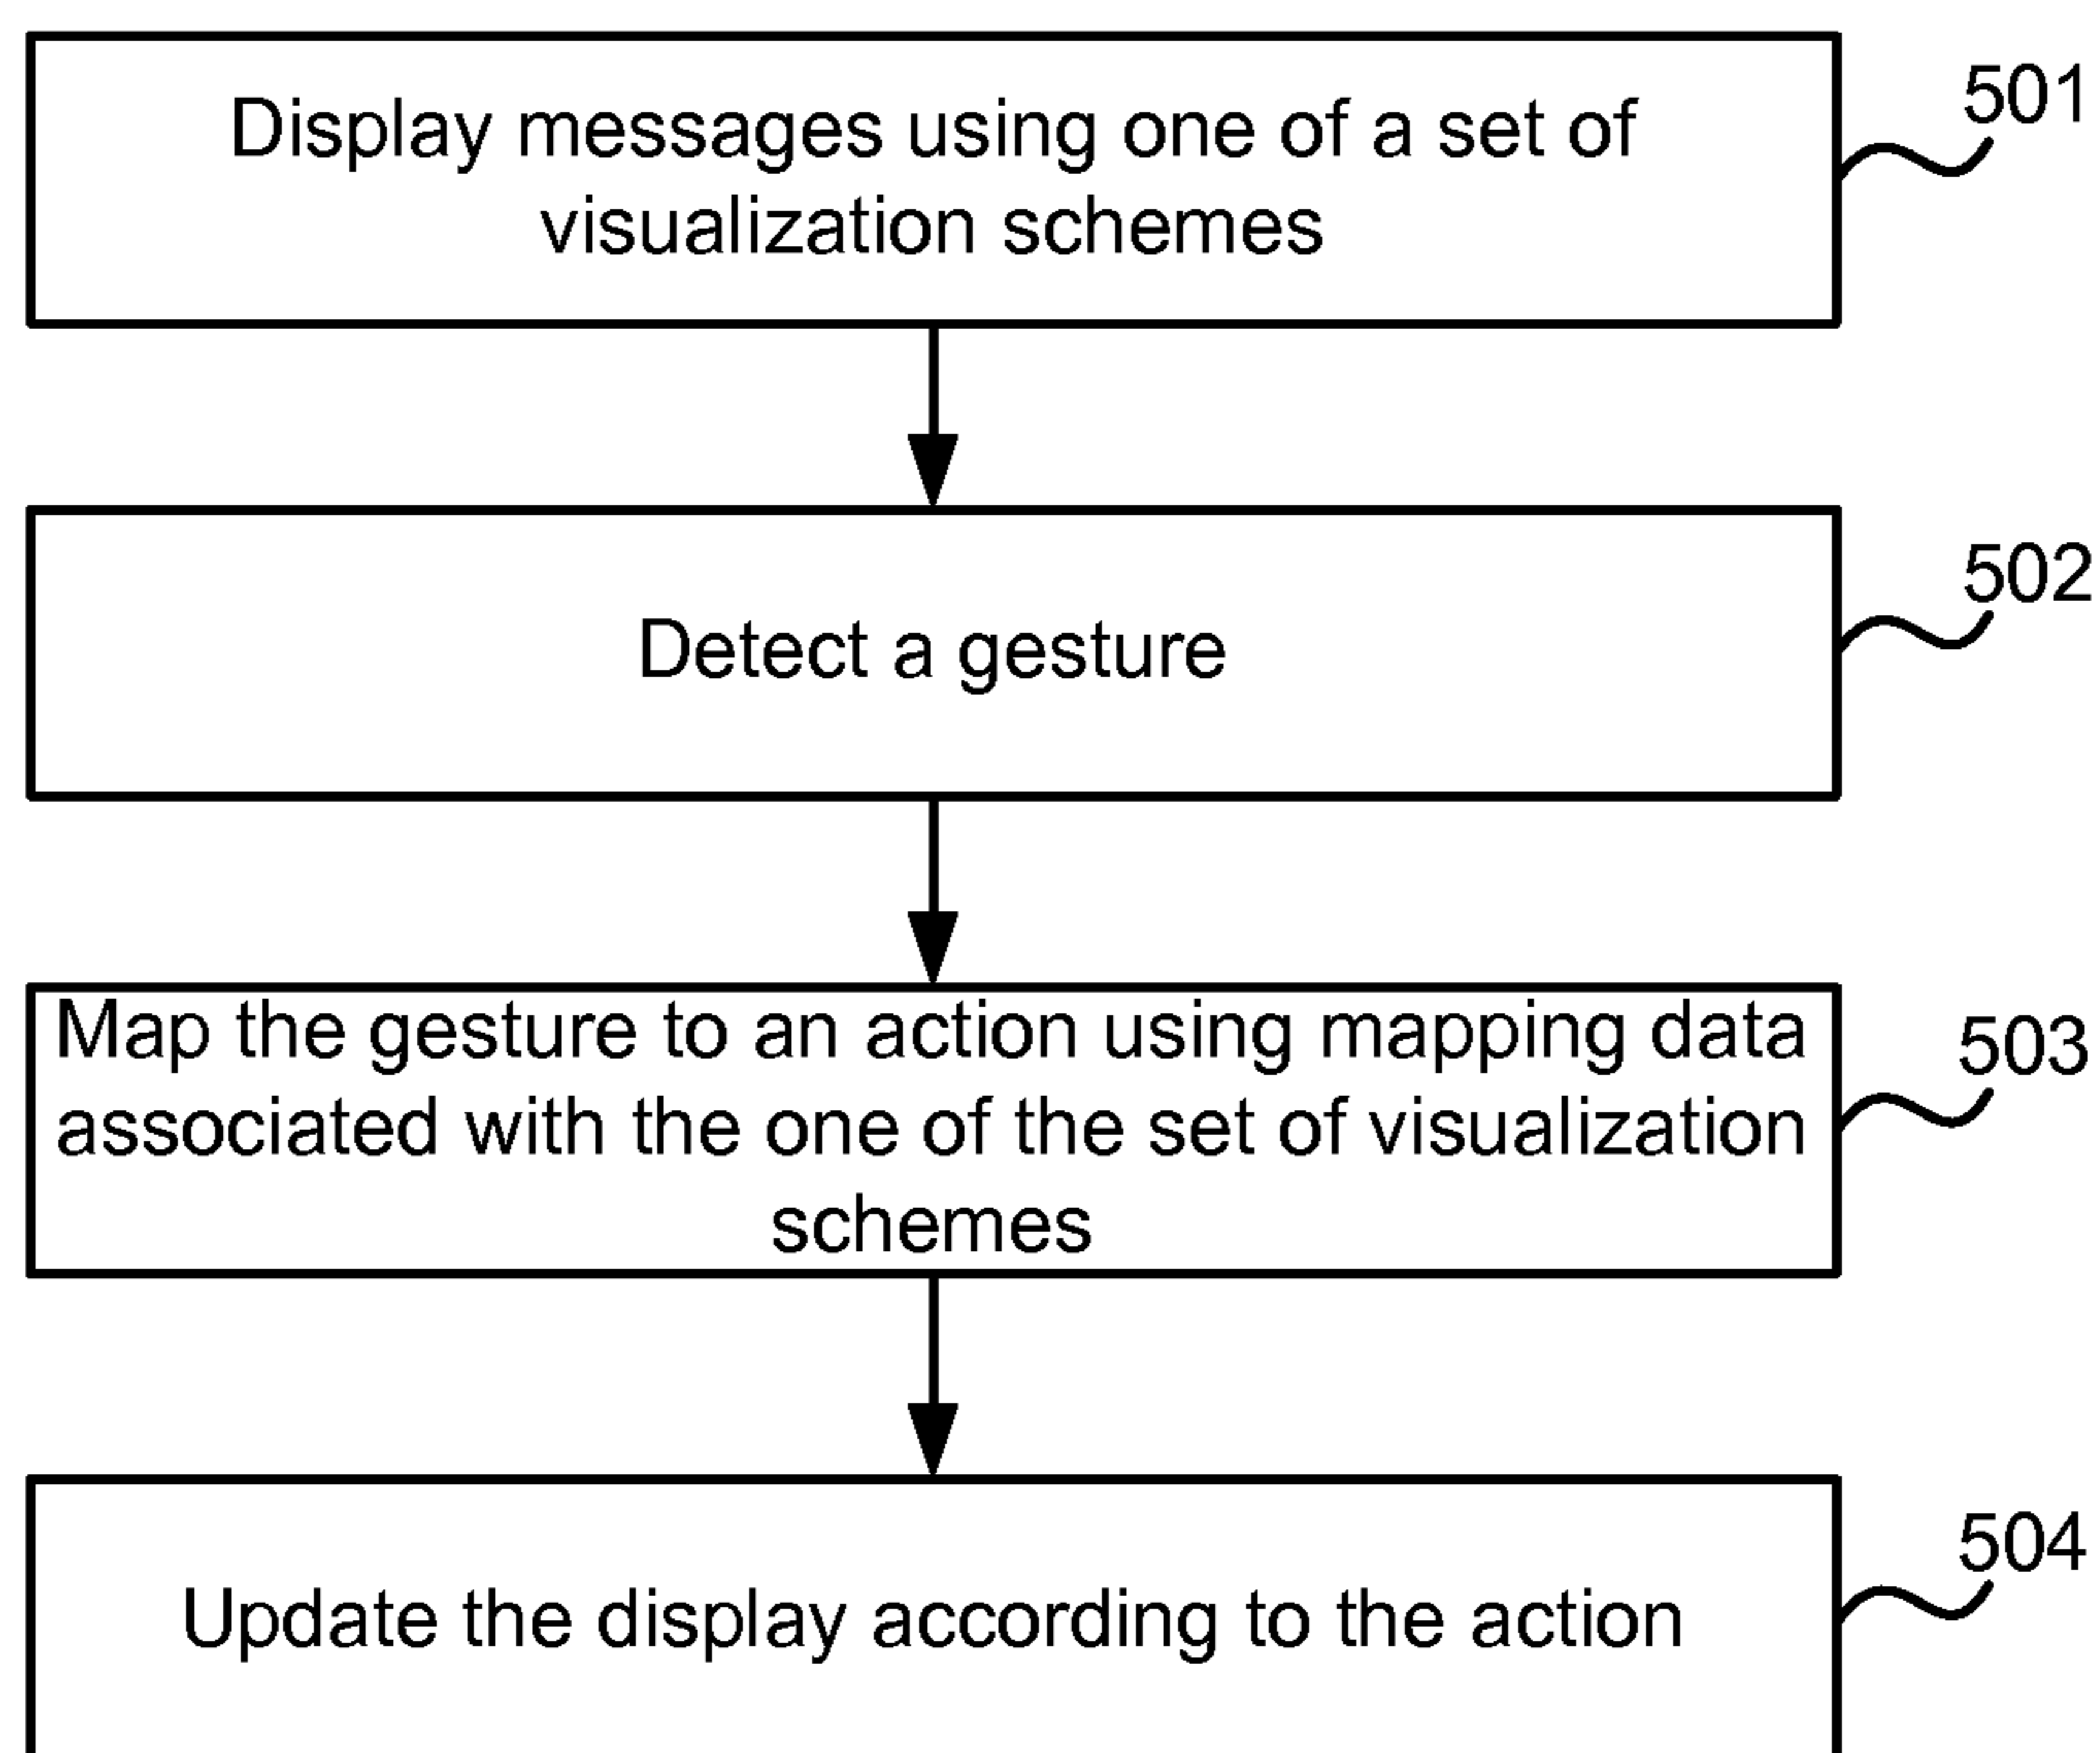 Display messages using one of a set of
visualization schemes
501
Detect a gesture
502
Map the gesture to an action using mapping data
associated with the one of the set of visualization
schemes
503
Update the display according to the action
504